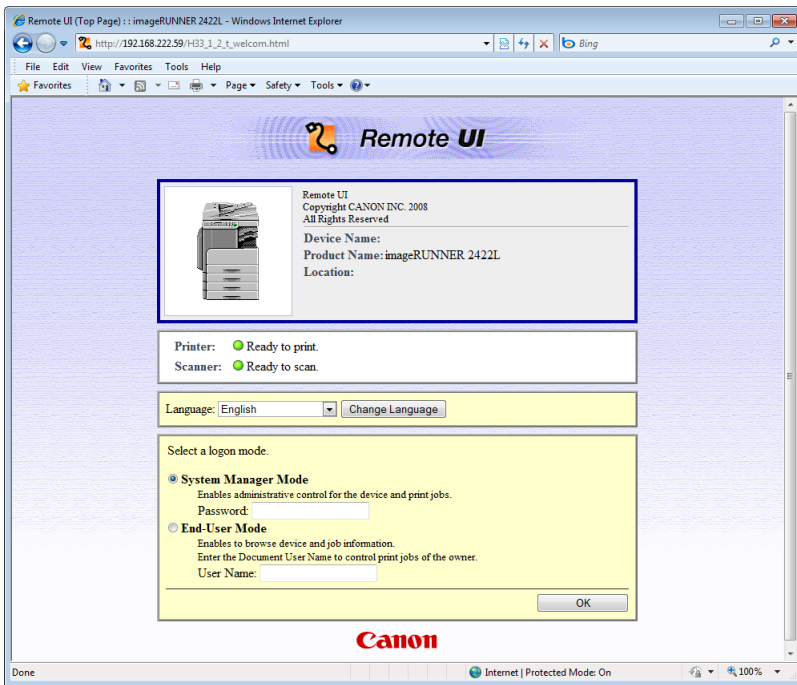 Remote UI (Top Page) : : imageRUNNER 2422L - Windows Internet Explorer
http://192.168.222.59/H33_1_2_t_welcom.html
Bing
File Edit View Favorites Tools Help
Favorites
Page Safety Tools
Remote UI
Remote UI
Copyright CANON INC. 2008
All Rights Reserved
Device Name:
Product Name: imageRUNNER 2422L
Location:
Printer: Ready to print.
Scanner: Ready to scan.
Language: English Change Language
Select a logon mode.
System Manager Mode
Enables administrative control for the device and print jobs.
Password:
End-User Mode
Enables to browse device and job information.
Enter the Document User Name to control print jobs of the owner.
User Name:
OK
Canon
Done
Internet | Protected Mode: On
100%